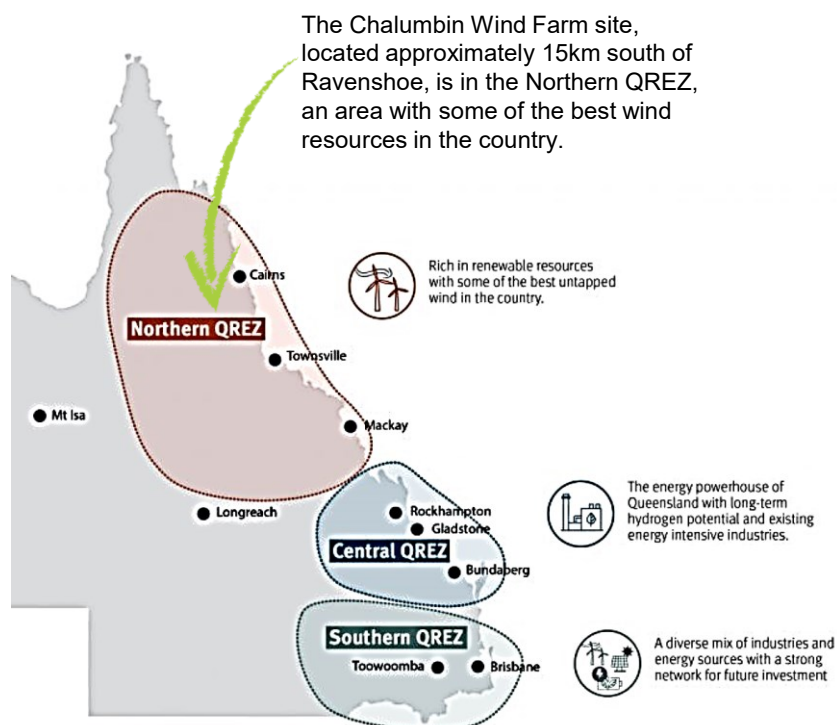 The Chalumbin Wind Farm site,
located approximately 15km south of
Ravenshoe, is in the Northern QREZ,
an area with some of the best wind
resources in the country.
Cairns
Rich in renewable resources
with some of the best untapped
wind in the country.
Northern QREZ
Townsville
Mt Isa
Mackay
Longreach
Rockhampton
Gladstone
Central QREZ
Bundaberg
The energy powerhouse of
Queensland with long-term
hydrogen potential and existing
energy intensive industries.
Southern QREZ
Toowoomba
Brisbane
A diverse mix of industries and
energy sources with a strong
network for future investment